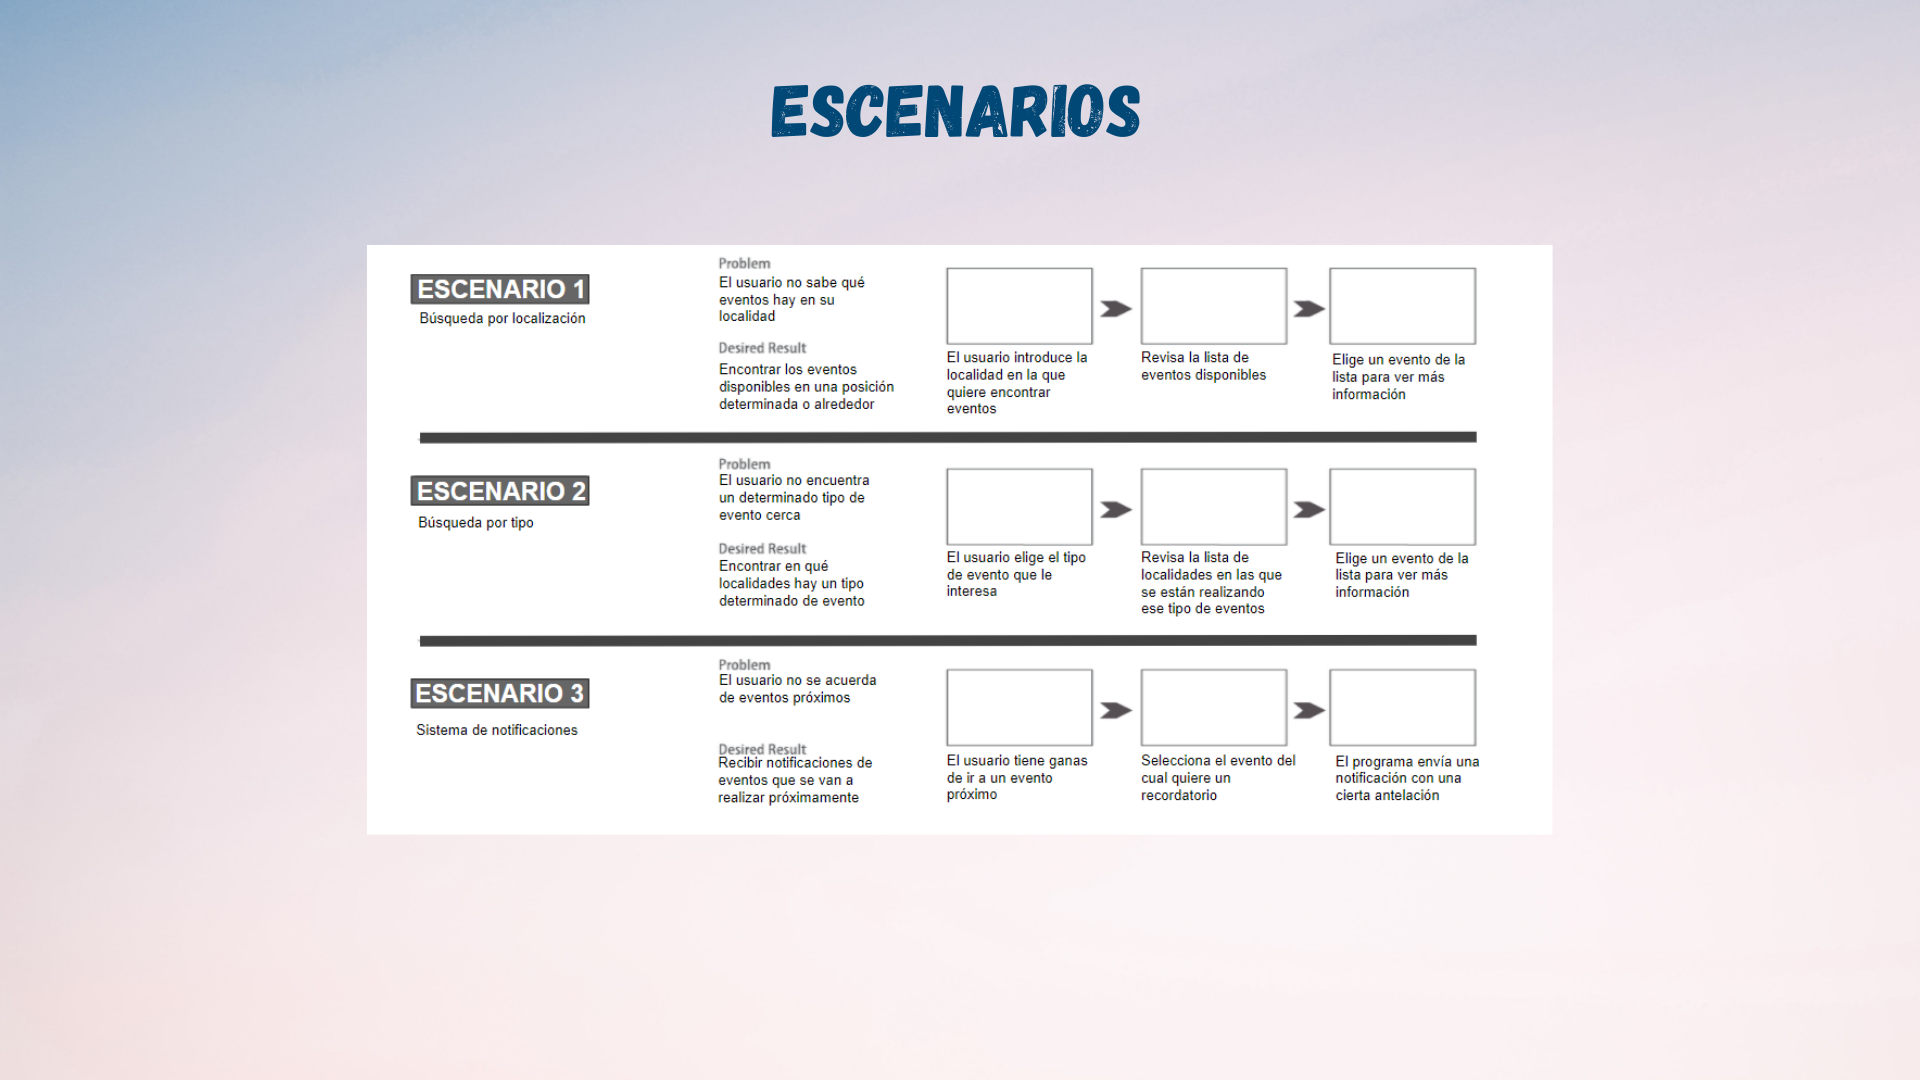 ESCENARIOS
ESCENARIO 1
Búsqueda por localización
Problem
El usuario no sabe qué
eventos hay en su
localidad
Desired Result
Encontrar los eventos
disponibles en una posición
determinada o alrededor
El usuario introduce la
localidad en la que
quiere encontrar
eventos
Revisa la lista de
eventos disponibles
Elige un evento de la
lista para ver más
información
ESCENARIO 2
Búsqueda por tipo
Problem
El usuario no encuentra
un determinado tipo de
evento cerca
Desired Result
Encontrar en qué
localidades hay un tipo
determinado de evento
El usuario elige el tipo
de evento que le
interesa
Revisa la lista de
localidades en las que
se están realizando
ese tipo de eventos
Elige un evento de la
lista para ver más
información
ESCENARIO 3
Sistema de notificaciones
Problem
El usuario no se acuerda
de eventos próximos
Desired Result
Recibir notificaciones de
eventos que se van a
realizar próximamente
El usuario tiene ganas
de ir a un evento
próximo
Selecciona el evento del
cual quiere un
recordatorio
El programa envía una
notificación con una
cierta antelación